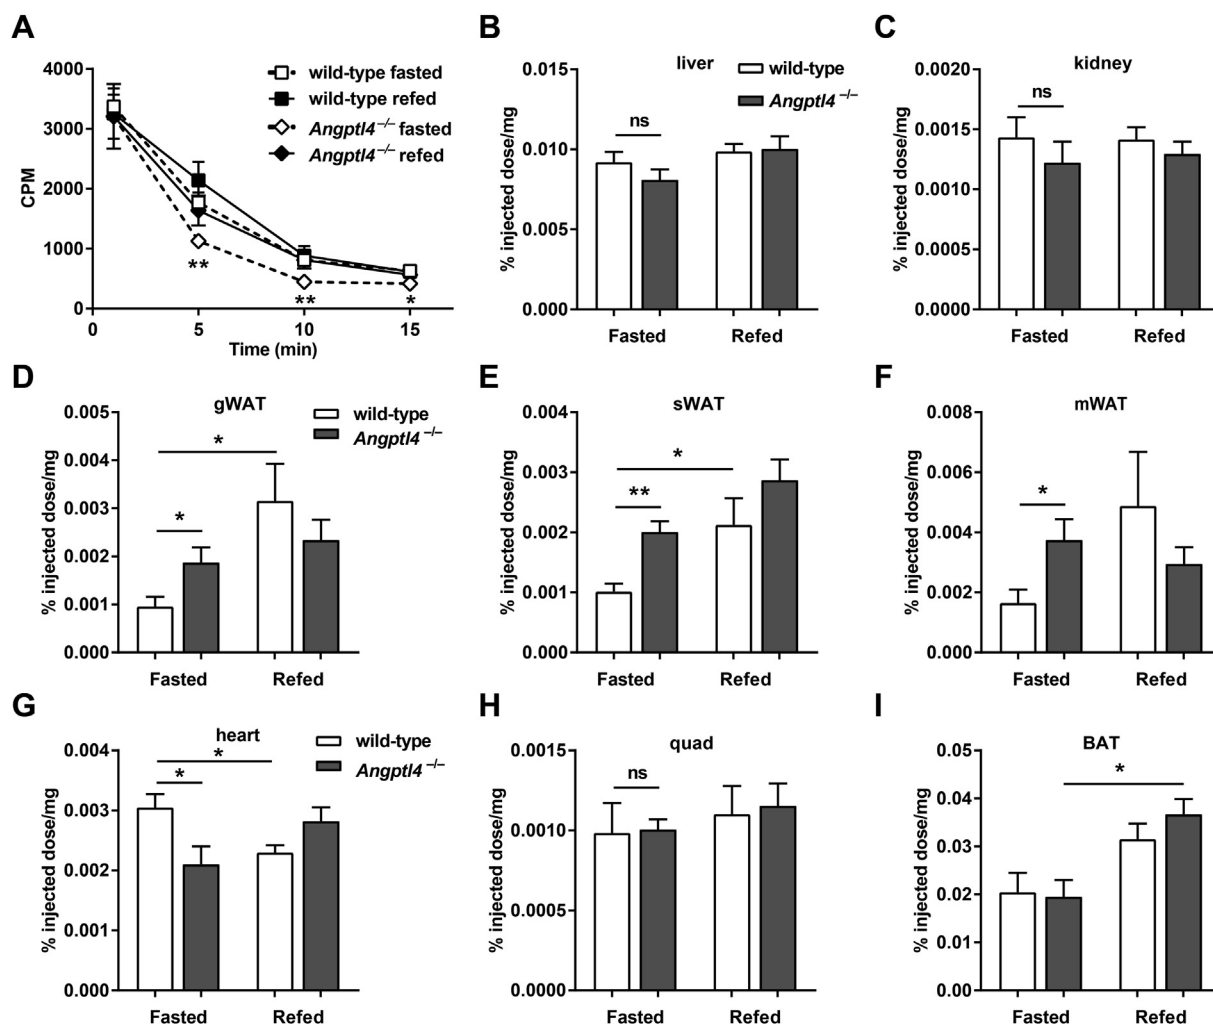 A
4000
3000
2000
1000
0
CPM
0
5
10
15
Time (min)
wild-type fasted
wild-type refed
Angptl4 −/− fasted
Angptl4 −/− refed
**
**
*
B
liver
wild-type
Angptl4 −/−
0.015
0.010
0.005
0.000
% injected dose/mg
ns
Fasted
Refed
C
kidney
0.0020
0.0015
0.0010
0.0005
0.0000
% injected dose/mg
ns
Fasted
Refed
D
gWAT
wild-type
Angptl4 −/−
0.005
0.004
0.003
0.002
0.001
0.000
% injected dose/mg
*
*
Fasted
Refed
E
sWAT
0.004
0.003
0.002
0.001
0.000
% injected dose/mg
*
**
Fasted
Refed
F
mWAT
0.008
0.006
0.004
0.002
0.000
% injected dose/mg
*
Fasted
Refed
G
heart
wild-type
Angptl4 −/−
0.004
0.003
0.002
0.001
0.000
% injected dose/mg
*
*
Fasted
Refed
H
quad
0.0015
0.0010
0.0005
0.0000
% injected dose/mg
ns
Fasted
Refed
I
BAT
0.05
0.04
0.03
0.02
0.01
0.00
% injected dose/mg
*
Fasted
Refed